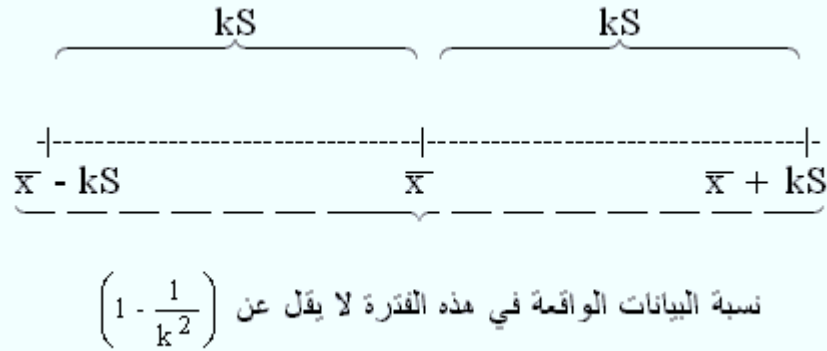 kS kS
x̅ - kS x̅ x̅ + kS
نسبة البيانات الواقعة في هذه الفترة لا يقل عن (1 - 1/k²)